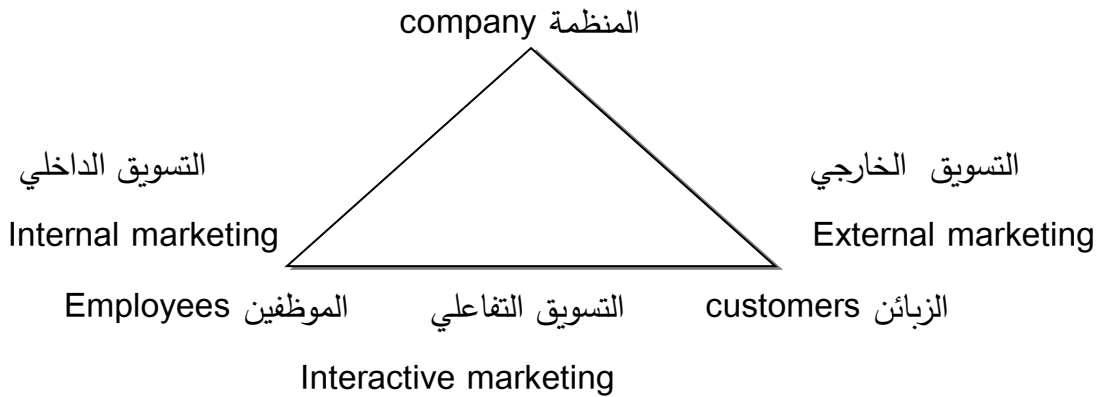 المنظمة company
التسويق الداخلي
التسويق الخارجي
Internal marketing
External marketing
Employees الموظفين
التسويق التفاعلي
customers الزبائن
Interactive marketing